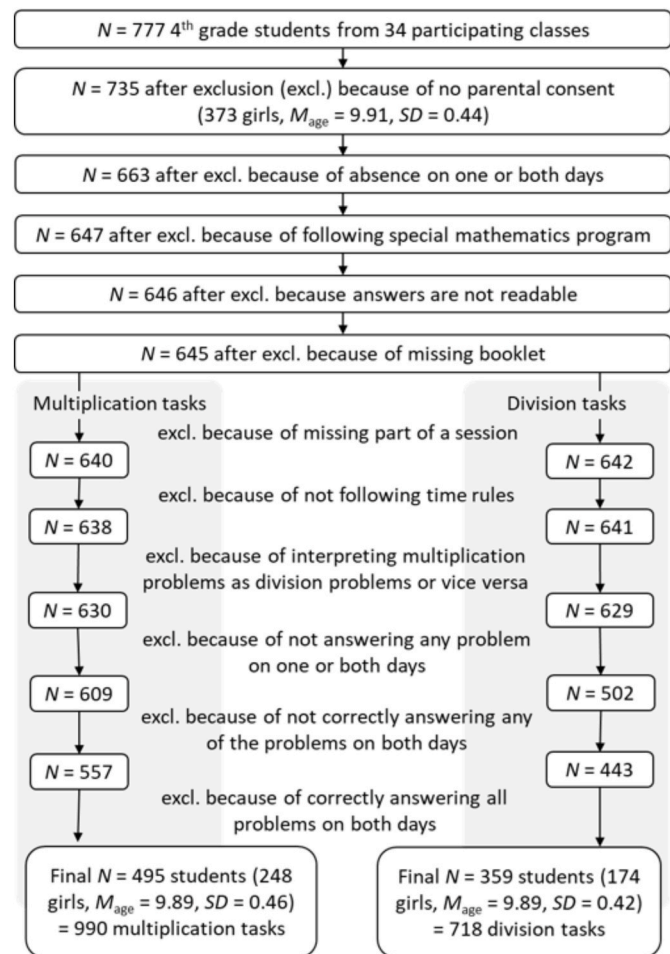 N = 777 4th grade students from 34 participating classes
N = 735 after exclusion (excl.) because of no parental consent
(373 girls, Mage = 9.91, SD = 0.44)
N = 663 after excl. because of absence on one or both days
N = 647 after excl. because of following special mathematics program
N = 646 after excl. because answers are not readable
N = 645 after excl. because of missing booklet
Multiplication tasks
Division tasks
excl. because of missing part of a session
N = 640
N = 642
excl. because of not following time rules
N = 638
N = 641
excl. because of interpreting multiplication
problems as division problems or vice versa
N = 630
N = 629
excl. because of not answering any problem
on one or both days
N = 609
N = 502
excl. because of not correctly answering any
of the problems on both days
N = 557
N = 443
excl. because of correctly answering all
problems on both days
Final N = 495 students (248
girls, Mage = 9.89, SD = 0.46)
= 990 multiplication tasks
Final N = 359 students (174
girls, Mage = 9.89, SD = 0.42)
= 718 division tasks